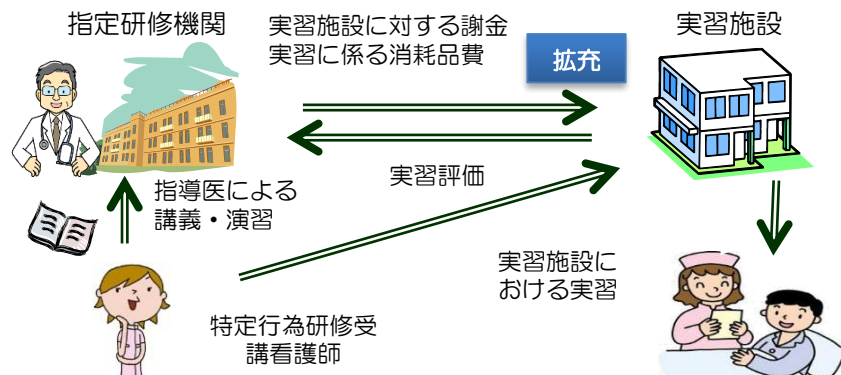 指定研修機関
実習施設に対する謝金
実習に係る消耗品費
拡充
実習施設
実習評価
指導医による
講義・演習
実習施設に
おける実習
特定行為研修受
講看護師